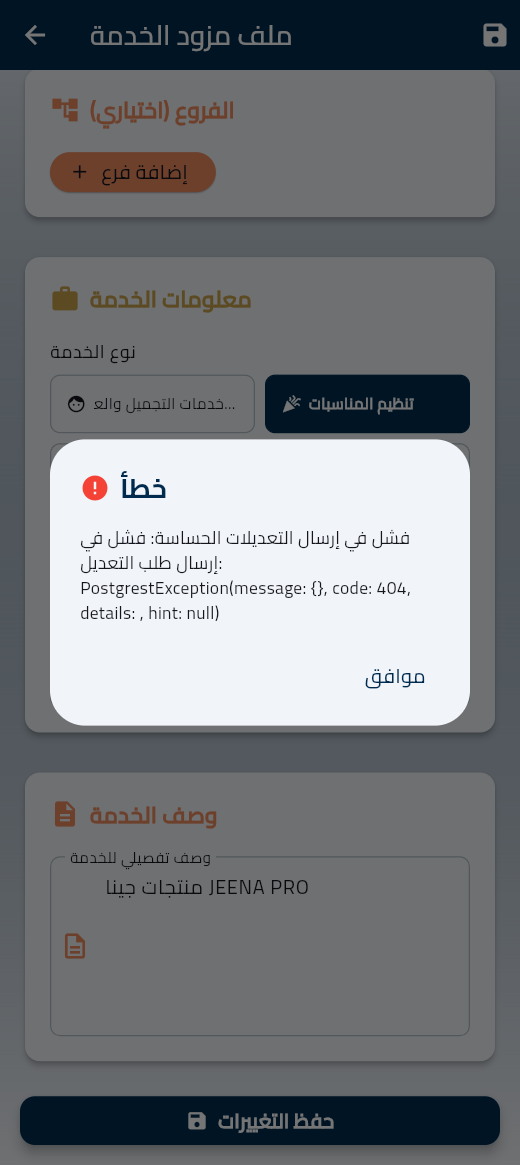 ملف مزود الخدمة
الفروع (اختياري)
إضافة فرع +
معلومات الخدمة
نوع الخدمة
تنظيم المناسبات
خدمات التجميل والع...
خطأ
فشل في إرسال التعديلات الحساسة: فشل في
إرسال طلب التعديل:
PostgrestException(message: {}, code: 404,
details: , hint: null)
موافق
وصف الخدمة
وصف تفصيلي للخدمة
منتجات جينا JEENA PRO
حفظ التغييرات